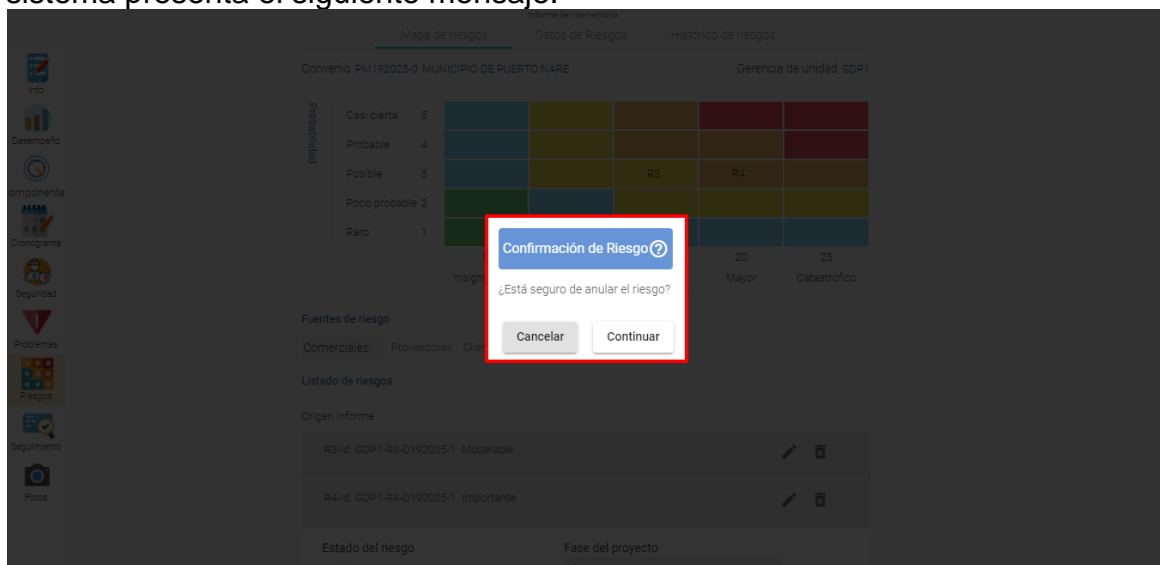 sistema presenta el siguiente mensaje:
Informe de interventoria
Mapa de riesgos Datos de Riesgos Histórico de riesgos
Convenio PM192025-0 MUNICIPIO DE PUERTO NARE Gerencia de unidad GDP1
Info
Desempeño
omponente
Cronograma
Seguridad
Problemas
Riesgos
Seguimiento
Fotos
Probabilidad
Casi cierta 5
Probable 4
Posible 3 R3 R4
Poco probable 2
Raro 1
20 25
Mayor Catastrófico
Confirmación de Riesgo
¿Está seguro de anular el riesgo?
Cancelar Continuar
Fuentes de riesgo
Comerciales Proveedores
Listado de riesgos
Origen informe
R3-Id. GDP1-R3-D192025-1 Moderable
R4-Id. GDP1-R4-D192025-1 Importante
Estado del riesgo Fase del proyecto